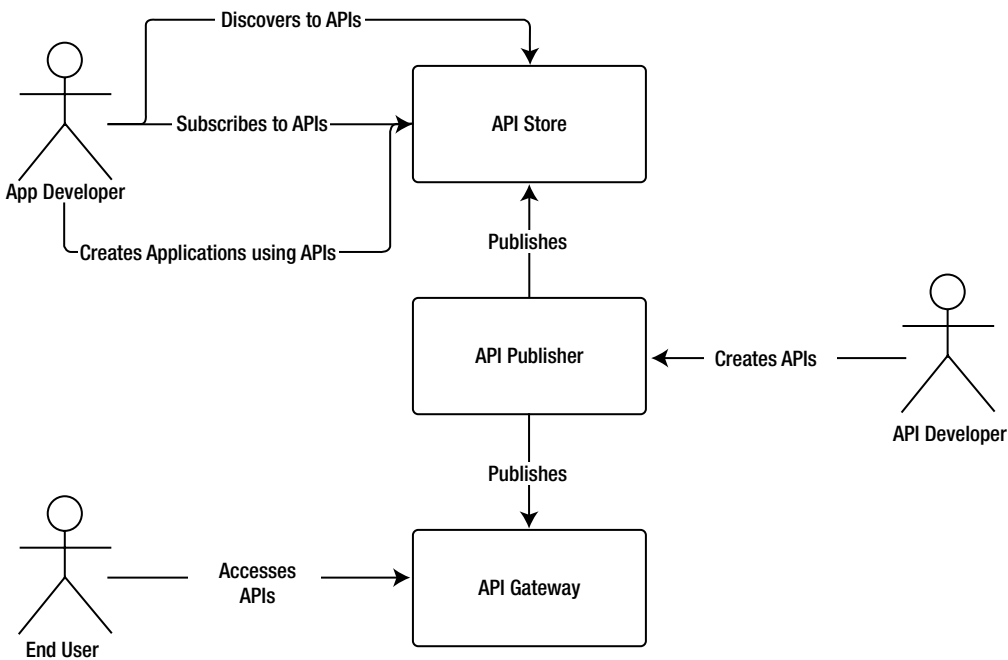 Discovers to APIs
API Store
Subscribes to APIs
App Developer
Creates Applications using APIs
Publishes
API Publisher
Creates APIs
API Developer
Publishes
Accesses
APIs
API Gateway
End User